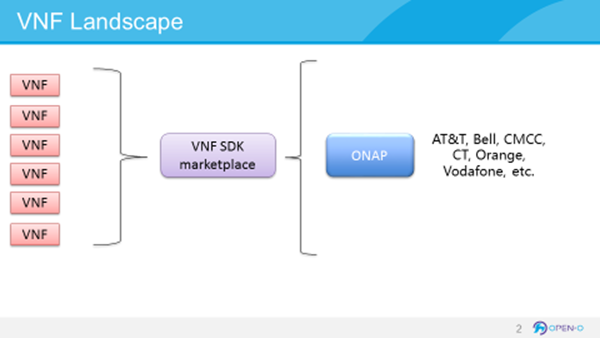 VNF Landscape
VNF
VNF
VNF
VNF
VNF
VNF
VNF SDK
marketplace
ONAP
AT&T, Bell, CMCC,
CT, Orange,
Vodafone, etc.
2
OPEN-O